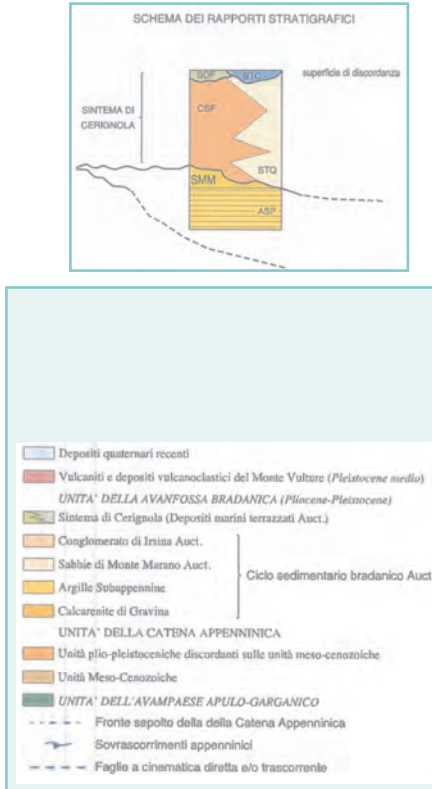 SCHEMA DEI RAPPORTI STRATIGRAFICI
SOF
STC
superficie di discordanza
SINTEMA DI
CERIGNOLA
CSF
STQ
SMM
ASP
Depositi quaternari recenti
Vulcaniti e depositi vulcanoclastici del Monte Vulture (Pleistocene medio)
UNITA' DELLA AVANFOSSA BRADANICA (Pliocene-Pleistocene)
Sintema di Cerignola (Depositi marini terrazzati Auct.)
Conglomerato di Irsina Auct.
Sabbie di Monte Marano Auct.
Ciclo sedimentario bradanico Auct
Argille Subappennine
Calcarenite di Gravina
UNITA' DELLA CATENA APPENNINICA
Unità plio-pleistoceniche discordanti sulle unità meso-cenozoiche
Unità Meso-Cenozoiche
UNITA' DELL'AVAMPAESE APULO-GARGANICO
Fronte sepolto della della Catena Appenninica
Sovrascorrimenti appenninici
Faglie a cinematica diretta e/o trascorrente